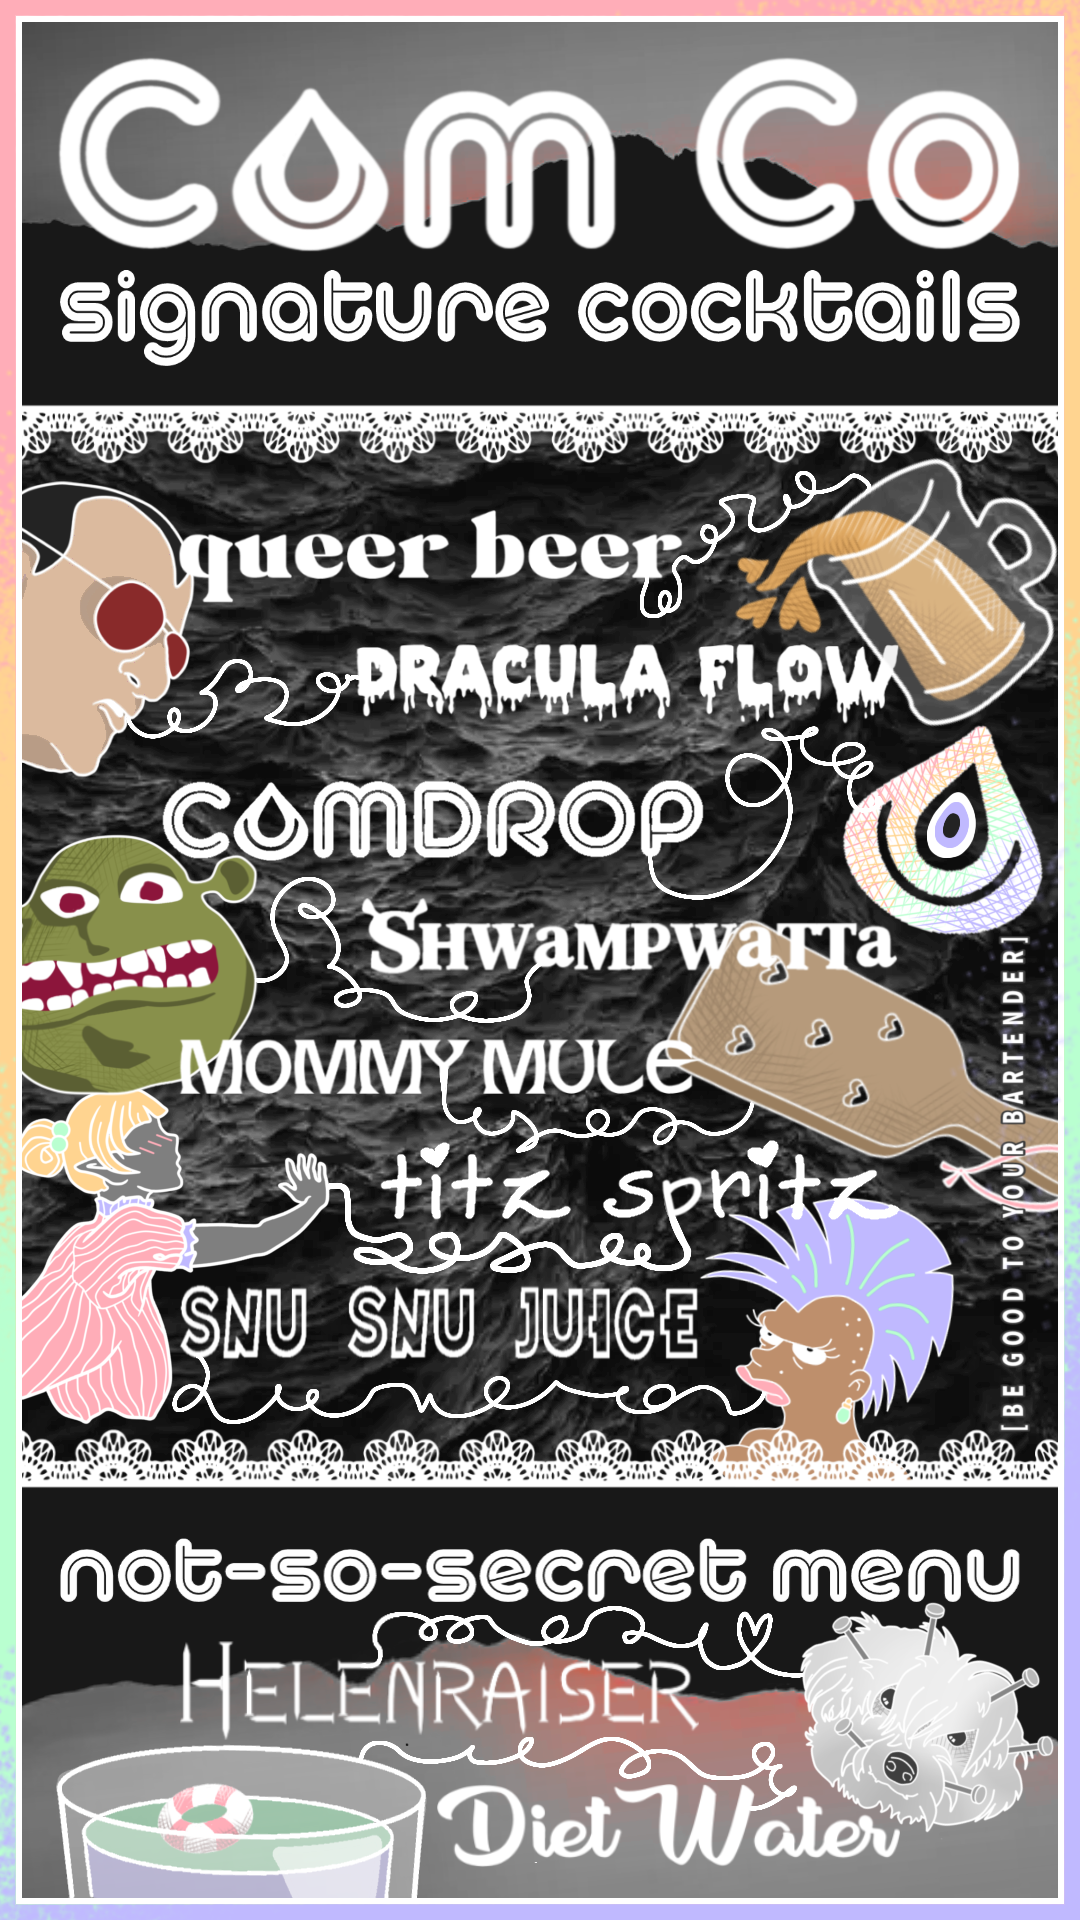 Com Co
signature cocktails
queer beer
DRACULA FLOW
COMDROP
SHWaMPWaTTa
MOMMY MULe
titz spritz
SNU SNU JUICE
[BE GOOD TO YOUR BARTENDER]
not-so-secret menu
HELENRAISER
Diet Water